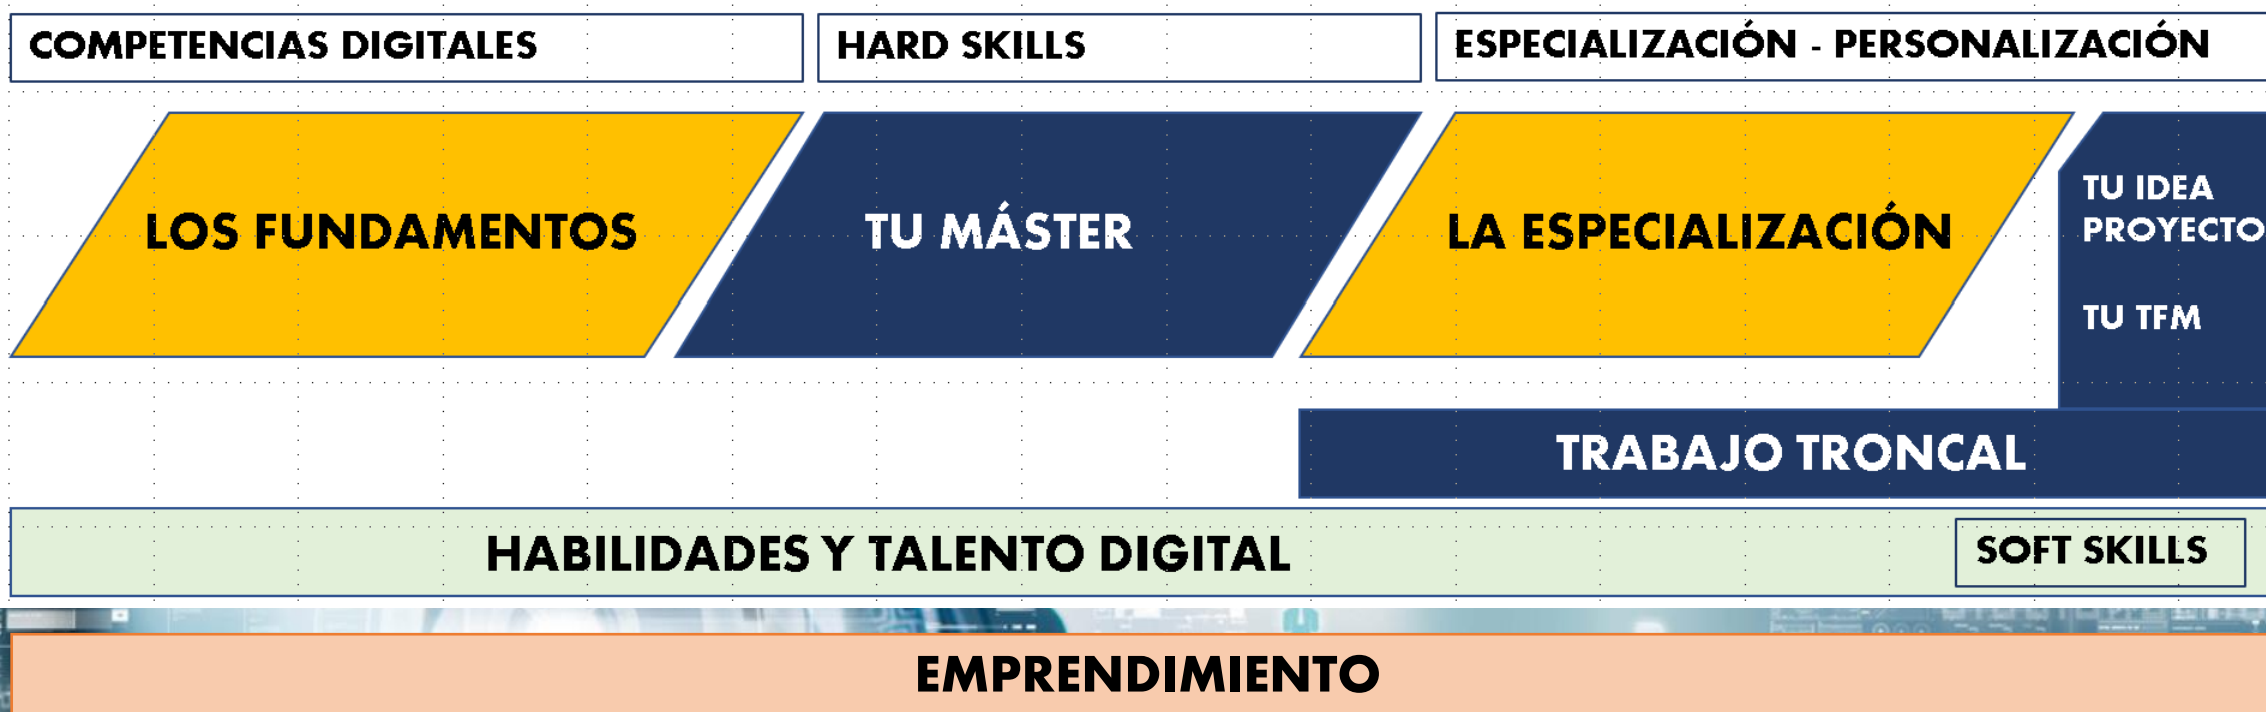 COMPETENCIAS DIGITALES
HARD SKILLS
ESPECIALIZACIÓN - PERSONALIZACIÓN
LOS FUNDAMENTOS
TU MÁSTER
LA ESPECIALIZACIÓN
TU IDEA
PROYECTO
TU TFM
TRABAJO TRONCAL
HABILIDADES Y TALENTO DIGITAL
SOFT SKILLS
EMPRENDIMIENTO